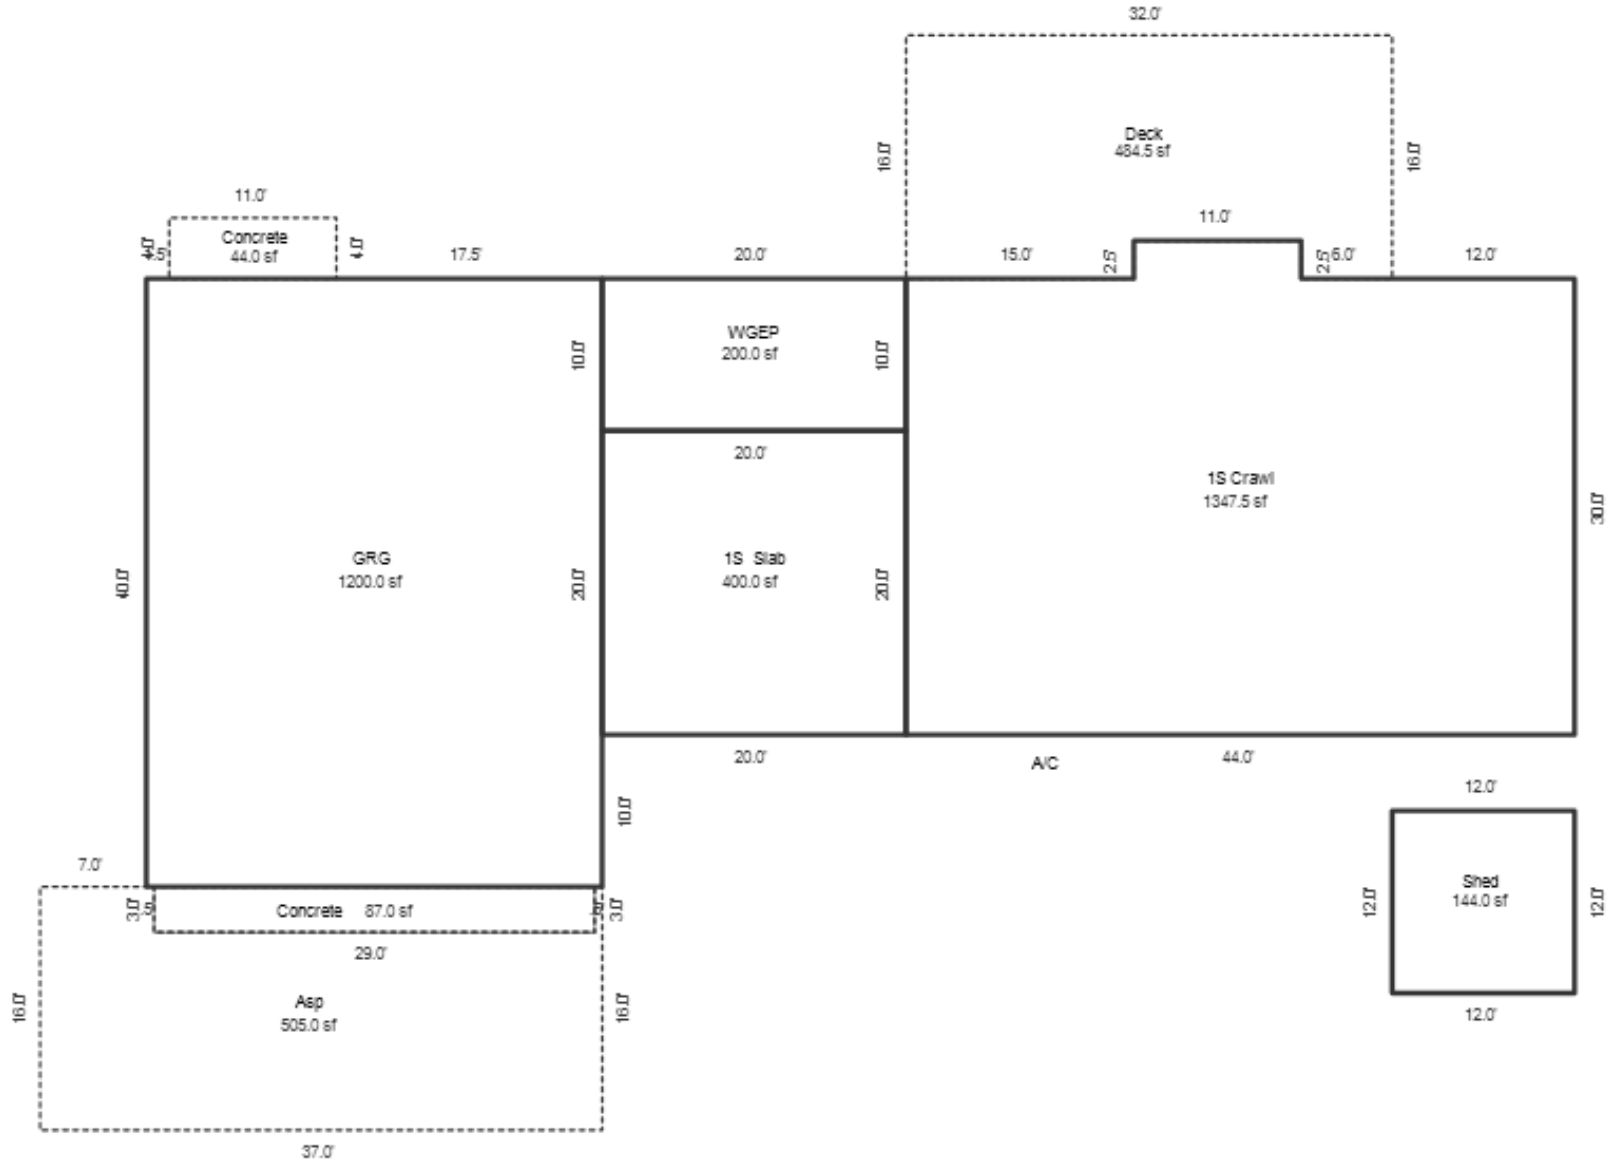 32.0'
Deck
484.5 sf
16.0'
16.0'
11.0'
11.0'
Concrete
44.0 sf
4.0'
17.5'
20.0'
15.0'
2.5'
2.5'
6.0'
12.0'
WGEP
200.0 sf
10.0'
10.0'
20.0'
1S Crawl
1347.5 sf
30.0'
GRG
1200.0 sf
40.0'
20.0'
1S Slab
400.0 sf
20.0'
20.0'
A/C
44.0'
12.0'
10.0'
7.0'
Shed
144.0 sf
12.0'
12.0'
3.0'
.5'
Concrete 87.0 sf
3.0'
29.0'
Asp
505.0 sf
16.0'
16.0'
12.0'
37.0'